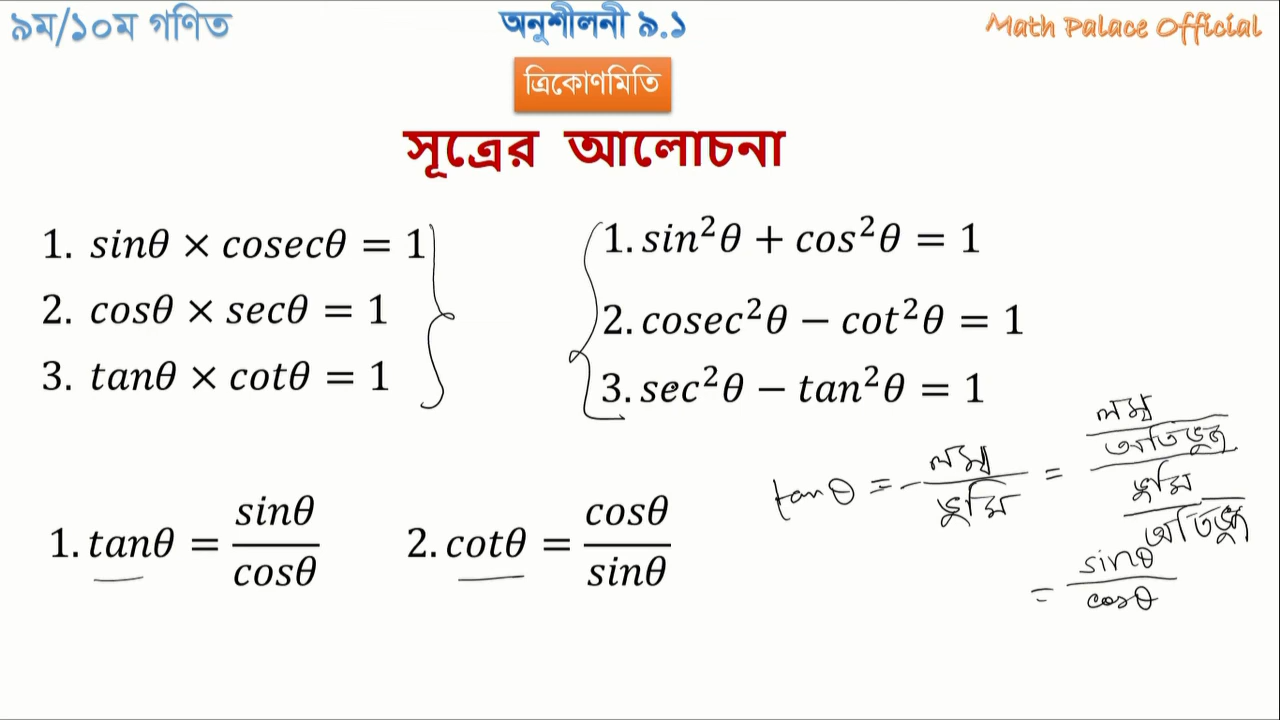 ৯ম/১০ম গণিত
অনুশীলনী ৯.১
Math Palace Official
ত্রিকোণমিতি
সূত্রের আলোচনা
1. sinθ × cosecθ = 1
2. cosθ × secθ = 1
3. tanθ × cotθ = 1
1. sin²θ + cos²θ = 1
2. cosec²θ − cot²θ = 1
3. sec²θ − tan²θ = 1
1. tanθ = sinθ/cosθ
2. cotθ = cosθ/sinθ
tanθ = লম্ব/ভুমি = লম্ব/অতিভুজ / ভুমি/অতিভুজ
= sinθ/cosθ